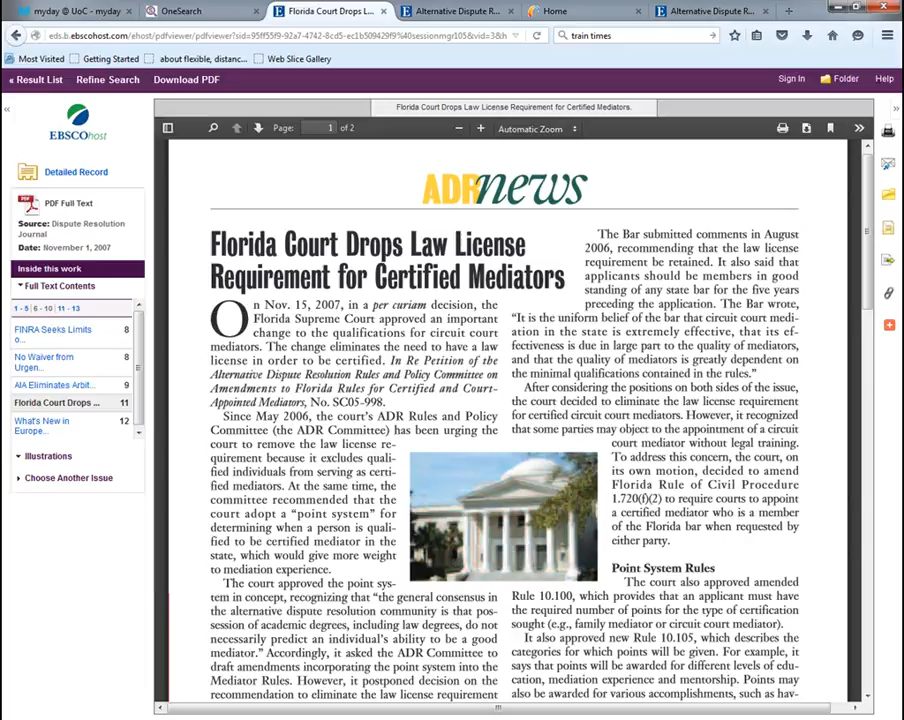 myday @ UoC - myday
OneSearch
Florida Court Drops L...
Alternative Dispute R...
Home
Alternative Dispute R...
eds.b.ebscohost.com/ehost/pdfviewer/pdfviewer?sid=95ff55f9-92a7-4742-8cd5-ec1b509429f9%40sessionmgr105&vid=3&h
train times
Most Visited
Getting Started
about flexible, distanc...
Web Slice Gallery
« Result List
Refine Search
Download PDF
Sign In
Folder
Help
Florida Court Drops Law License Requirement for Certified Mediators.
Page:
1
of 2
Automatic Zoom
EBSCOhost
Detailed Record
PDF Full Text
Source: Dispute Resolution
Journal
Date: November 1, 2007
Inside this work
Full Text Contents
1 - 5 | 6 - 10 | 11 - 13
FINRA Seeks Limits
o...
8
No Waiver from
Urgen...
8
AIA Eliminates Arbit...
9
Florida Court Drops ...
11
What's New in
Europe...
12
Illustrations
Choose Another Issue
ADRnews
Florida Court Drops Law License
Requirement for Certified Mediators
On Nov. 15, 2007, in a per curiam decision, the
Florida Supreme Court approved an important
change to the qualifications for circuit court
mediators. The change eliminates the need to have a law
license in order to be certified. In Re Petition of the
Alternative Dispute Resolution Rules and Policy Committee on
Amendments to Florida Rules for Certified and Court-
Appointed Mediators, No. SC05-998.
Since May 2006, the court's ADR Rules and Policy
Committee (the ADR Committee) has been urging the
court to remove the law license re-
quirement because it excludes quali-
fied individuals from serving as certi-
fied mediators. At the same time, the
committee recommended that the
court adopt a “point system” for
determining when a person is quali-
fied to be certified mediator in the
state, which would give more weight
to mediation experience.
The court approved the point sys-
tem in concept, recognizing that “the general consensus in
the alternative dispute resolution community is that pos-
session of academic degrees, including law degrees, do not
necessarily predict an individual's ability to be a good
mediator.” Accordingly, it asked the ADR Committee to
draft amendments incorporating the point system into the
Mediator Rules. However, it postponed decision on the
recommendation to eliminate the law license requirement
The Bar submitted comments in August
2006, recommending that the law license
requirement be retained. It also said that
applicants should be members in good
standing of any state bar for the five years
preceding the application. The Bar wrote,
“It is the uniform belief of the bar that circuit court medi-
ation in the state is extremely effective, that its ef-
fectiveness is due in large part to the quality of mediators,
and that the quality of mediators is greatly dependent on
the minimal qualifications contained in the rules.”
After considering the positions on both sides of the issue,
the court decided to eliminate the law license requirement
for certified circuit court mediators. However, it recognized
that some parties may object to the appointment of a circuit
court mediator without legal training.
To address this concern, the court, on
its own motion, decided to amend
Florida Rule of Civil Procedure
1.720(f)(2) to require courts to appoint
a certified mediator who is a member
of the Florida bar when requested by
either party.
Point System Rules
The court also approved amended
Rule 10.100, which provides that an applicant must have
the required number of points for the type of certification
sought (e.g., family mediator or circuit court mediator).
It also approved new Rule 10.105, which describes the
categories for which points will be given. For example, it
says that points will be awarded for different levels of edu-
cation, mediation experience and mentorship. Points may
also be awarded for various accomplishments, such as hav-